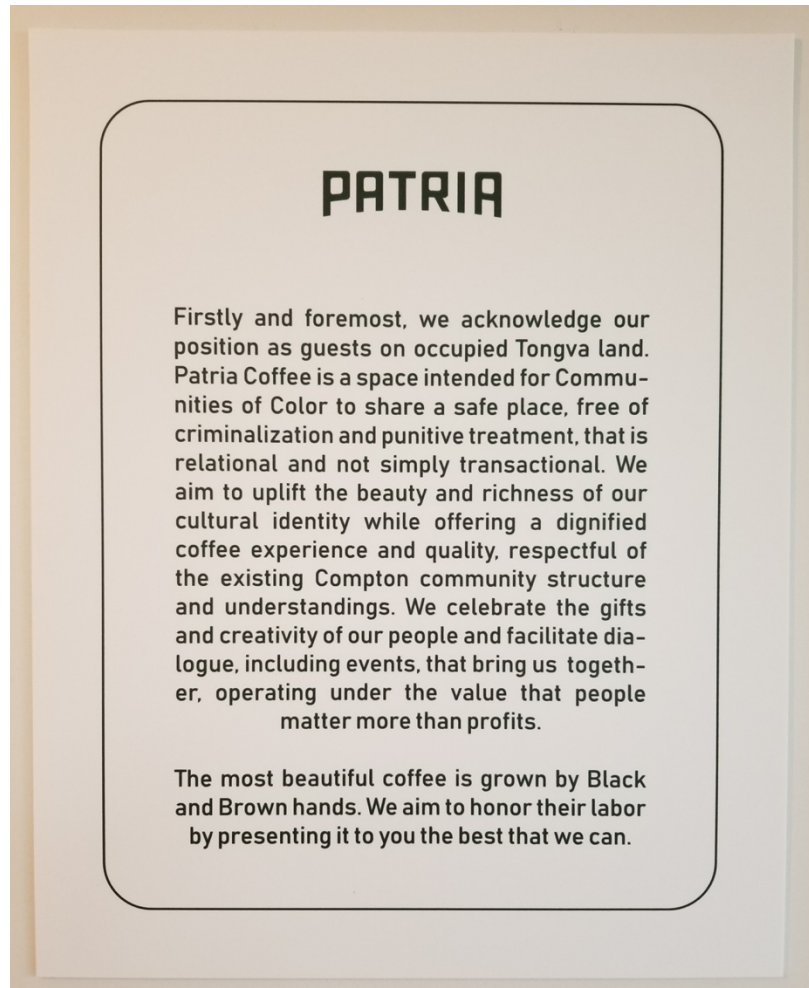 PATRIA
Firstly and foremost, we acknowledge our
position as guests on occupied Tongva land.
Patria Coffee is a space intended for Commu-
nities of Color to share a safe place, free of
criminalization and punitive treatment, that is
relational and not simply transactional. We
aim to uplift the beauty and richness of our
cultural identity while offering a dignified
coffee experience and quality, respectful of
the existing Compton community structure
and understandings. We celebrate the gifts
and creativity of our people and facilitate dia-
logue, including events, that bring us togeth-
er, operating under the value that people
matter more than profits.
The most beautiful coffee is grown by Black
and Brown hands. We aim to honor their labor
by presenting it to you the best that we can.